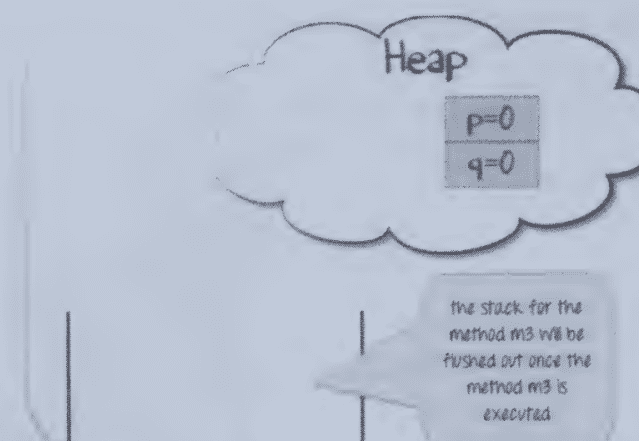 Heap
p=0
q=0
the stack for the
method m3 will be
flushed out once the
method m3 is
executed